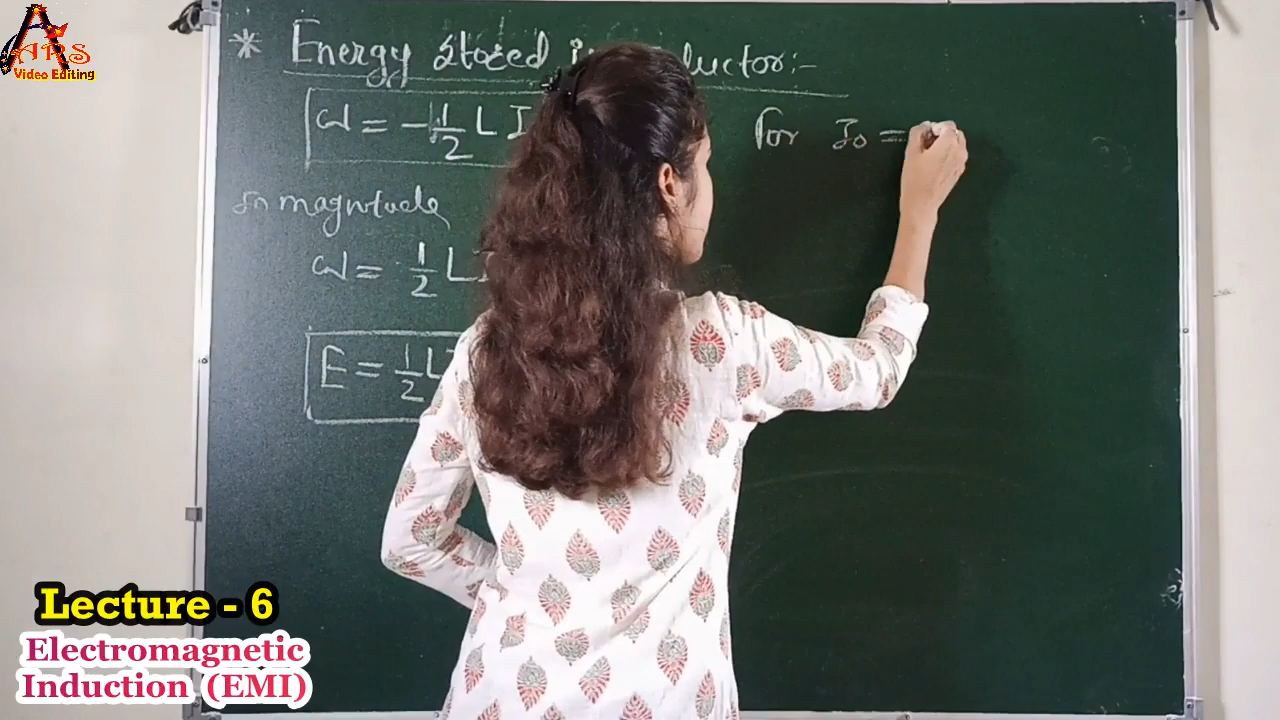 ARS
Video Editing
* Energy stored in ductor:-
W = - 1/2 L I
For I₀ =
In magnitude
W = 1/2 L I
E = 1/2 L
Lecture - 6
Electromagnetic
Induction (EMI)